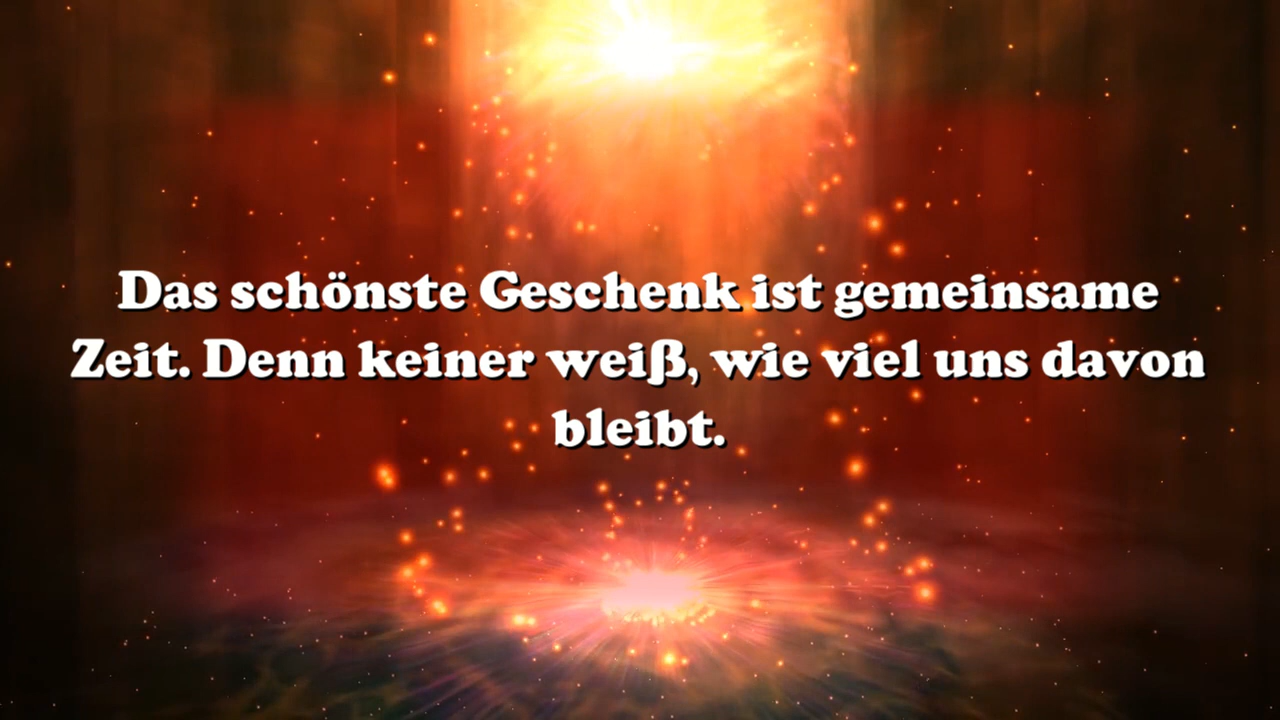 Das schönste Geschenk ist gemeinsame
Zeit. Denn keiner weiß, wie viel uns davon
bleibt.